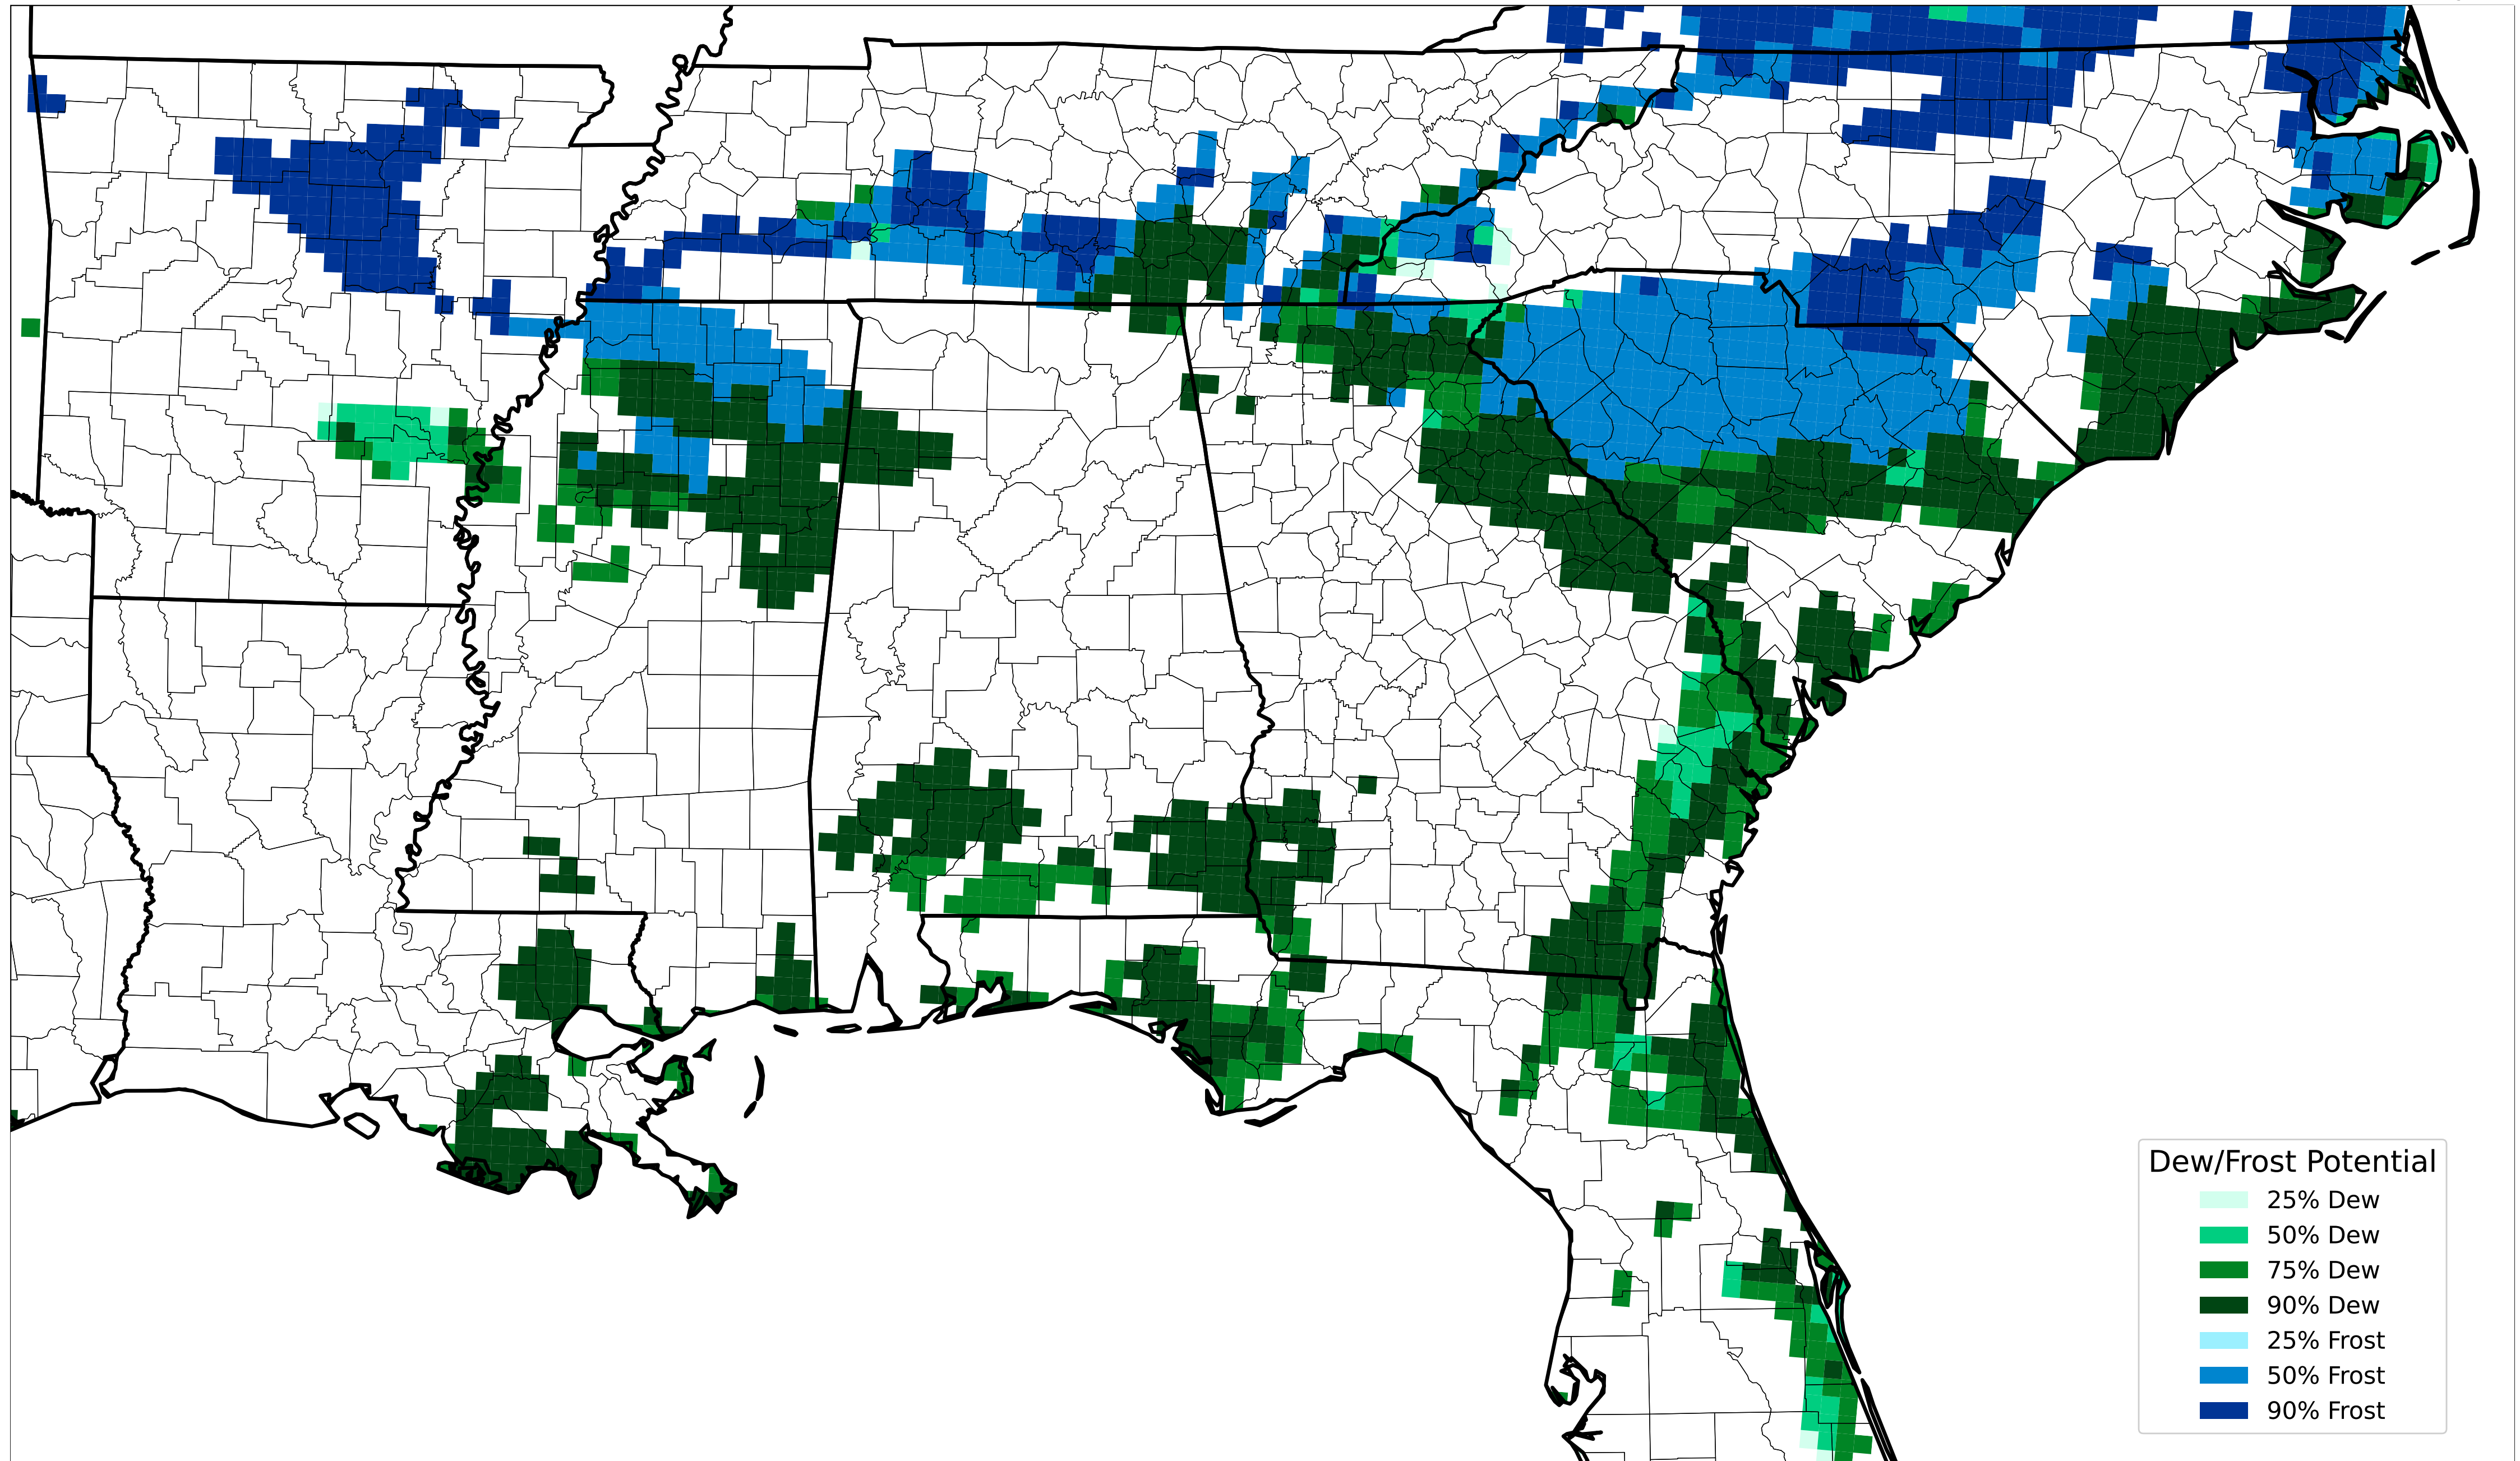 Dew/Frost Potential
25% Dew
50% Dew
75% Dew
90% Dew
25% Frost
50% Frost
90% Frost